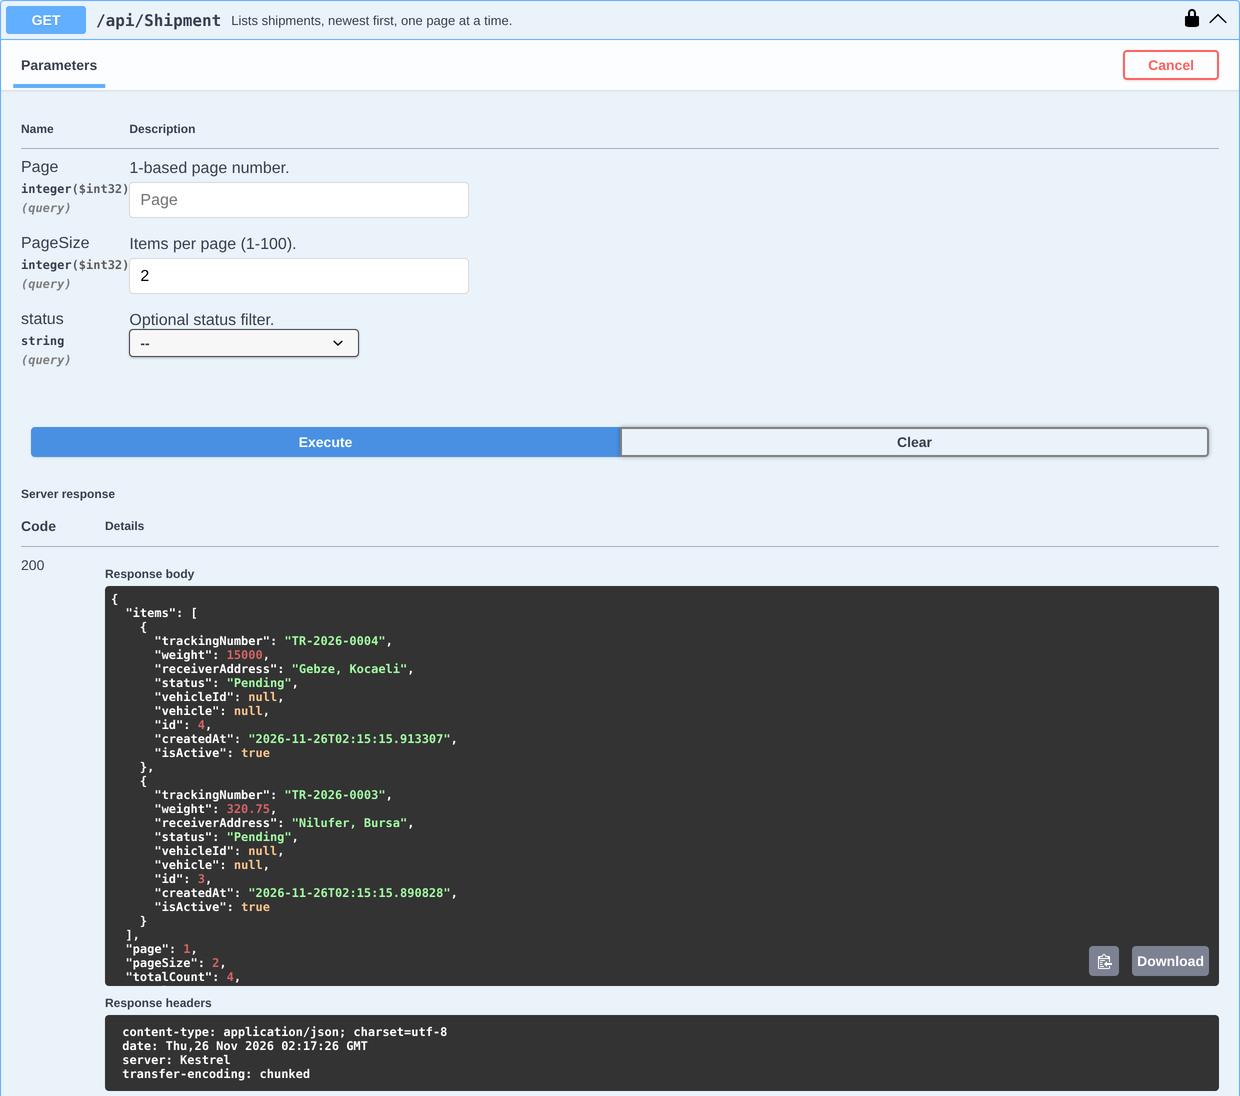 GET /api/Shipment Lists shipments, newest first, one page at a time.
Parameters
Cancel
Name Description
Page
1-based page number.
integer($int32)
(query)
Page
PageSize
Items per page (1-100).
integer($int32)
(query)
2
status
Optional status filter.
string
(query)
--
Execute
Clear
Server response
Code Details
200
Response body
{
  "items": [
    {
      "trackingNumber": "TR-2026-0004",
      "weight": 15000,
      "receiverAddress": "Gebze, Kocaeli",
      "status": "Pending",
      "vehicleId": null,
      "vehicle": null,
      "id": 4,
      "createdAt": "2026-11-26T02:15:15.913307",
      "isActive": true
    },
    {
      "trackingNumber": "TR-2026-0003",
      "weight": 320.75,
      "receiverAddress": "Nilufer, Bursa",
      "status": "Pending",
      "vehicleId": null,
      "vehicle": null,
      "id": 3,
      "createdAt": "2026-11-26T02:15:15.890828",
      "isActive": true
    }
  ],
  "page": 1,
  "pageSize": 2,
  "totalCount": 4,
Download
Response headers
content-type: application/json; charset=utf-8
date: Thu,26 Nov 2026 02:17:26 GMT
server: Kestrel
transfer-encoding: chunked